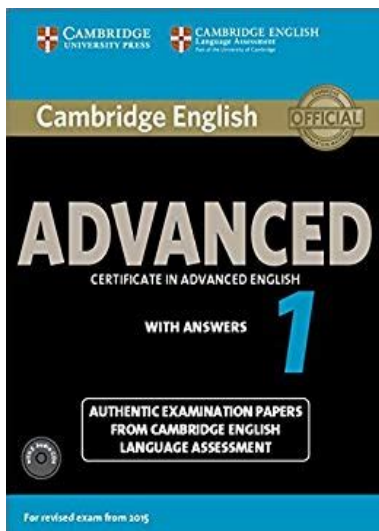 CAMBRIDGE
UNIVERSITY PRESS
CAMBRIDGE ENGLISH
Language Assessment
Part of the University of Cambridge
Cambridge English
OFFICIAL
ADVANCED
CERTIFICATE IN ADVANCED ENGLISH
WITH ANSWERS
1
AUTHENTIC EXAMINATION PAPERS
FROM CAMBRIDGE ENGLISH
LANGUAGE ASSESSMENT
For revised exam from 2015